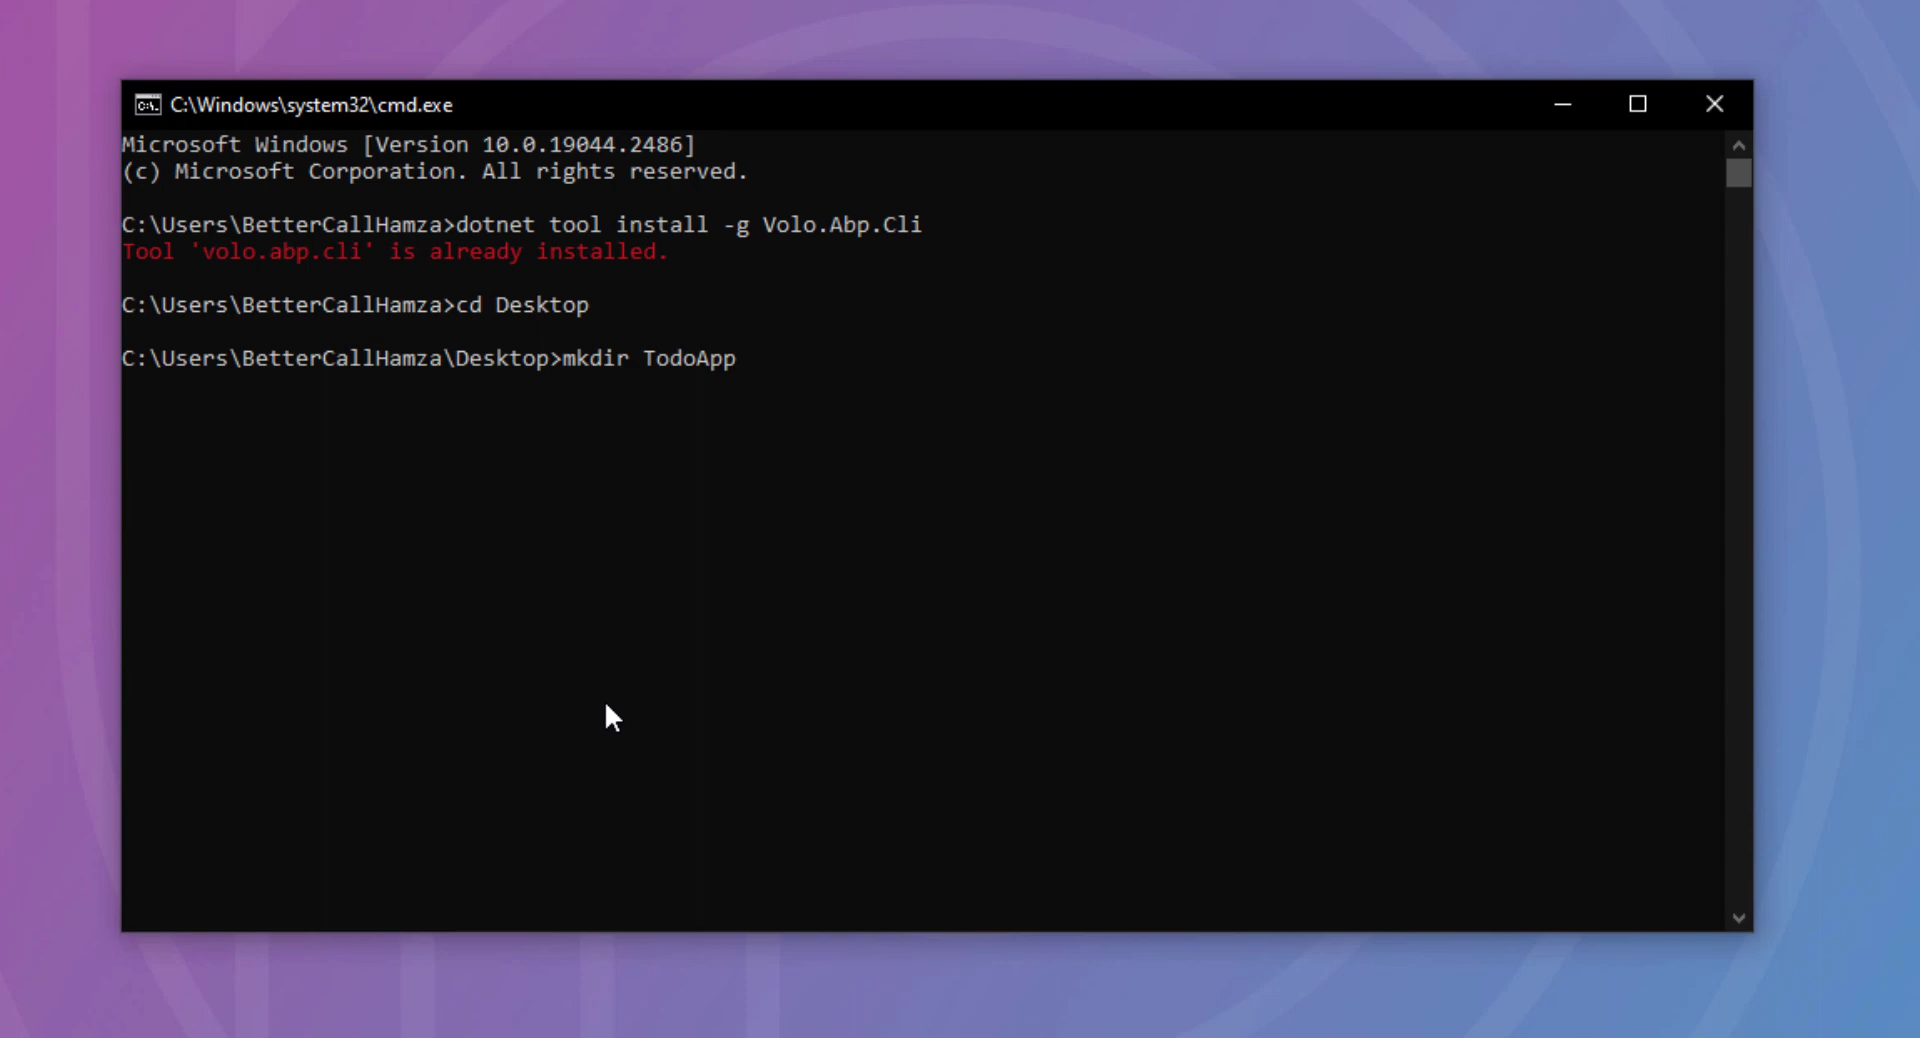 C:\Windows\system32\cmd.exe
Microsoft Windows [Version 10.0.19044.2486]
(c) Microsoft Corporation. All rights reserved.
C:\Users\BetterCallHamza>dotnet tool install -g Volo.Abp.Cli
Tool 'volo.abp.cli' is already installed.
C:\Users\BetterCallHamza>cd Desktop
C:\Users\BetterCallHamza\Desktop>mkdir TodoApp